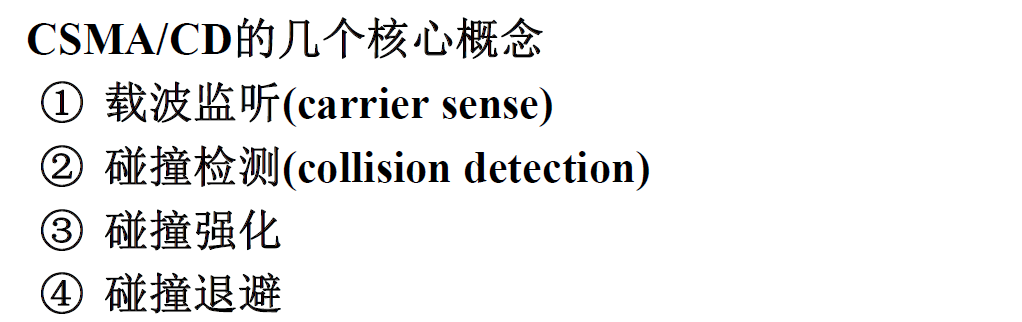 CSMA/CD的几个核心概念
① 载波监听(carrier sense)
② 碰撞检测(collision detection)
③ 碰撞强化
④ 碰撞退避